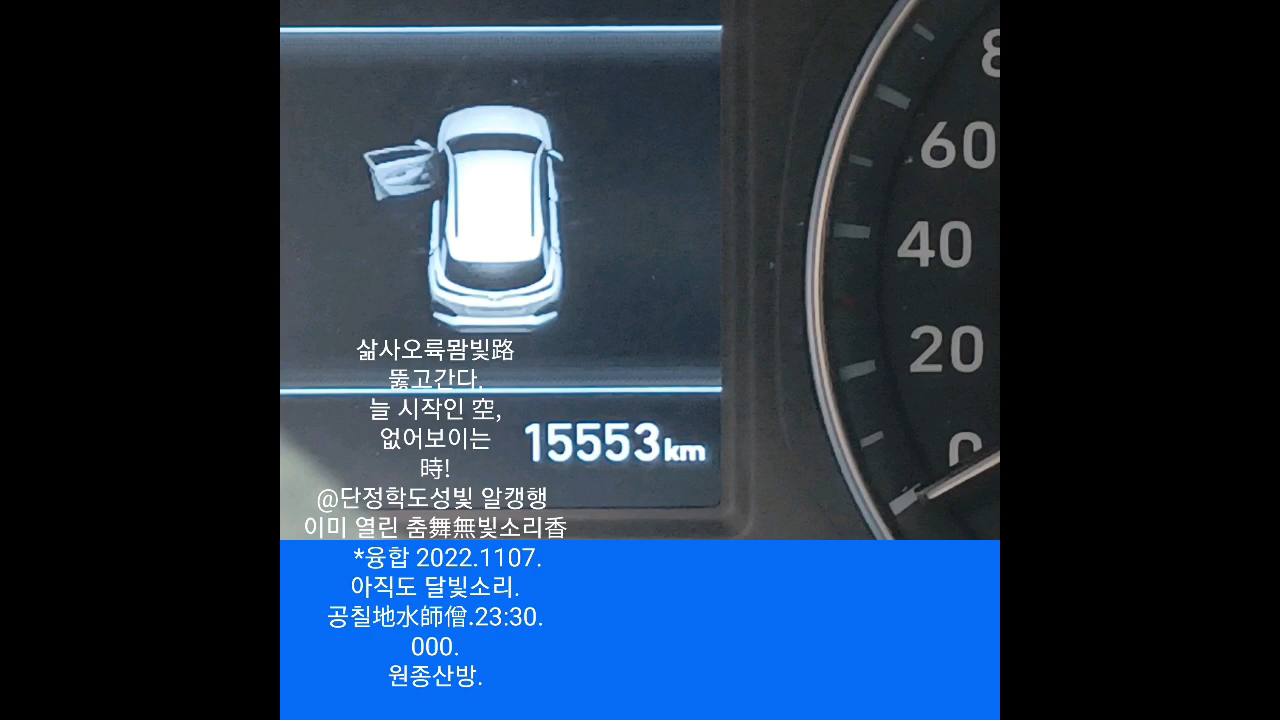 8
60
40
20
0
15553km
삶사오륙뫔빛路
뚫고간다.
늘 시작인 空,
없어보이는
時!
@단정학도성빛 알캥행
이미 열린 춤舞無빛소리香
*융합 2022.1107.
아직도 달빛소리.
공칠地水師僧.23:30.
000.
원종산방.